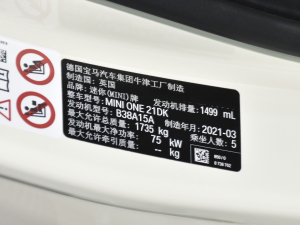 德国宝马汽车集团牛津工厂制造
制造国：英国
品牌：迷你(MINI)牌
整车型号：MINI ONE 21DK
发动机型号：B38A15A 发动机排量：1499 mL
最大允许总质量：1735 kg 制造年月：2021-03
发动机最大净功率：75 kW 乘坐人数：5
最大允许牵引质量：-- kg